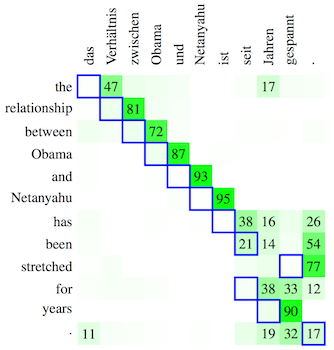 das Verhältnis zwischen Obama und Netanyahu ist seit Jahren gespannt .
the 47 17
relationship 81
between 72
Obama 87
and 93
Netanyahu 95
has 38 16 26
been 21 14 54
stretched 77
for 38 33 12
years 90
. 11 19 32 17